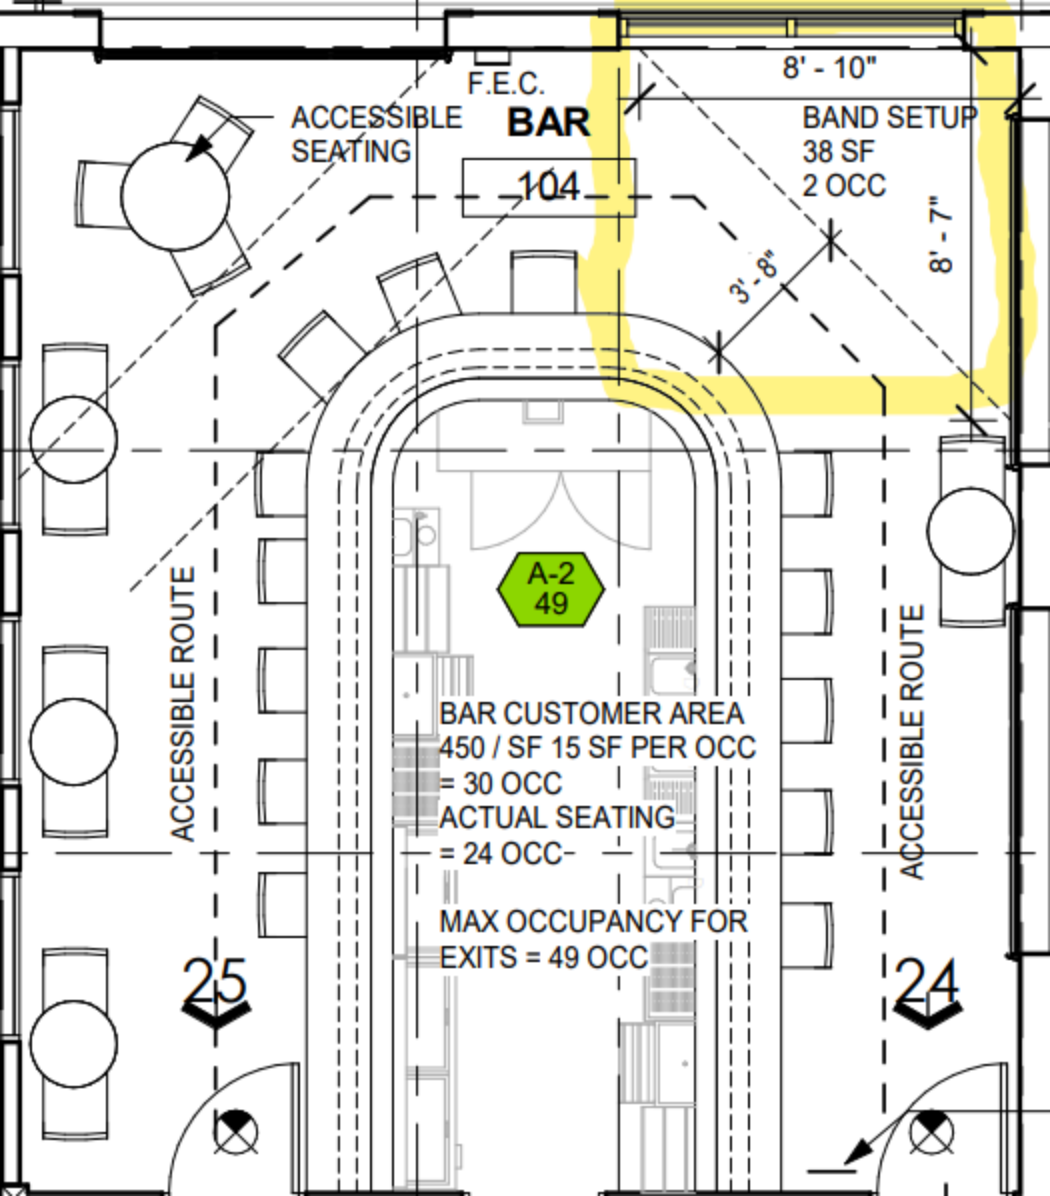 8' - 10"
F.E.C.
ACCESSIBLE
SEATING
BAR
104
BAND SETUP
38 SF
2 OCC
8' - 7"
3' - 8"
A-2
49
ACCESSIBLE ROUTE
ACCESSIBLE ROUTE
BAR CUSTOMER AREA
450 / SF 15 SF PER OCC
= 30 OCC
ACTUAL SEATING
= 24 OCC
MAX OCCUPANCY FOR
EXITS = 49 OCC
25
24